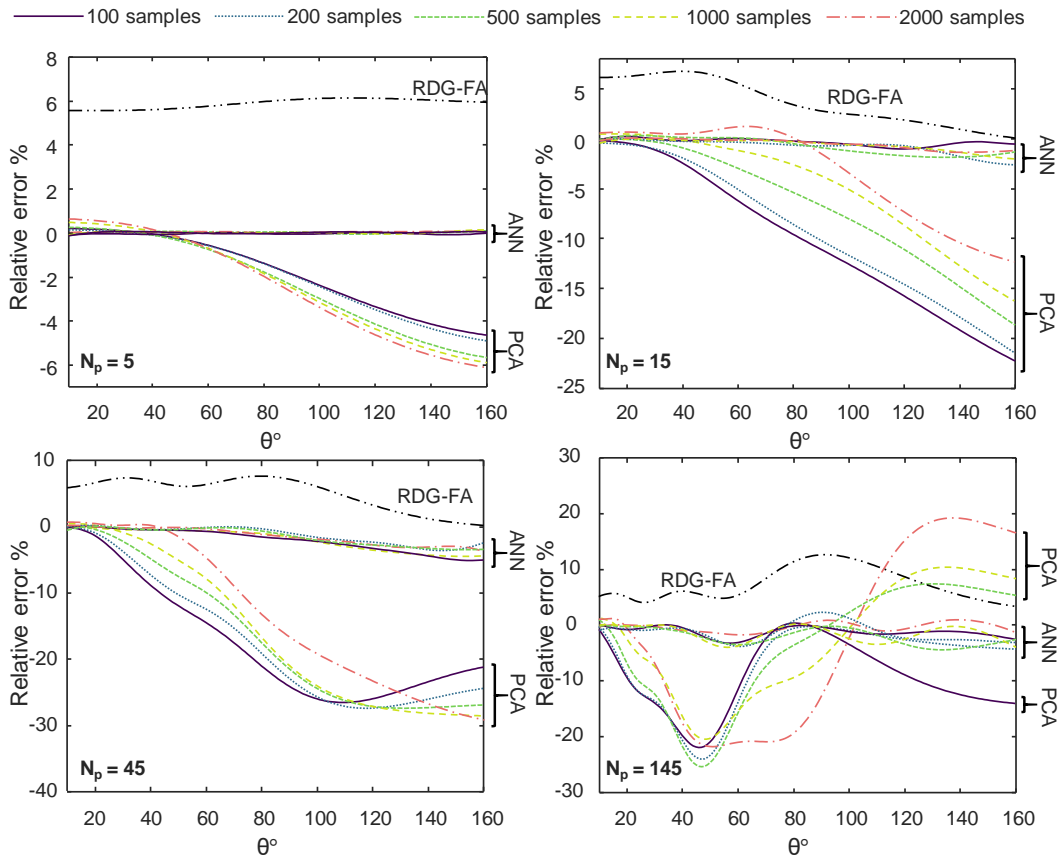 100 samples 200 samples 500 samples 1000 samples 2000 samples
8
6
4
2
0
-2
-4
-6
20 40 60 80 100 120 140 160
Relative error %
θ°
RDG-FA
ANN
PCA
Np = 5
5
0
-5
-10
-15
-20
-25
20 40 60 80 100 120 140 160
Relative error %
θ°
RDG-FA
ANN
PCA
Np = 15
10
0
-10
-20
-30
-40
20 40 60 80 100 120 140 160
Relative error %
θ°
RDG-FA
ANN
PCA
Np = 45
30
20
10
0
-10
-20
-30
20 40 60 80 100 120 140 160
Relative error %
θ°
RDG-FA
PCA
ANN
PCA
Np = 145